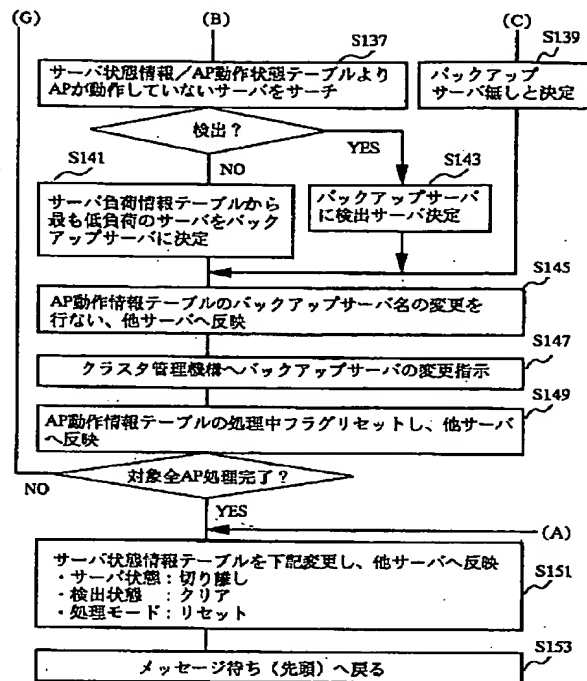 (G)
(B)
(C)
S137
S139
サーバ状態情報/AP動作状態テーブルより
APが動作していないサーバをサーチ
バックアップ
サーバ無しと決定
検出?
YES
NO
S141
S143
サーバ負荷情報テーブルから
最も低負荷のサーバをバック
アップサーバに決定
バックアップサーバ
に検出サーバ決定
S145
AP動作情報テーブルのバックアップサーバ名の変更を
行ない、他サーバへ反映
S147
クラスタ管理機構へバックアップサーバの変更指示
S149
AP動作情報テーブルの処理中フラグリセットし、他サーバ
へ反映
対象全AP処理完了?
NO
YES
(A)
サーバ状態情報テーブルを下記変更し、他サーバへ反映
・サーバ状態:切り離し
・検出状態 :クリア
・処理モード:リセット
S151
S153
メッセージ待ち(先頭)へ戻る